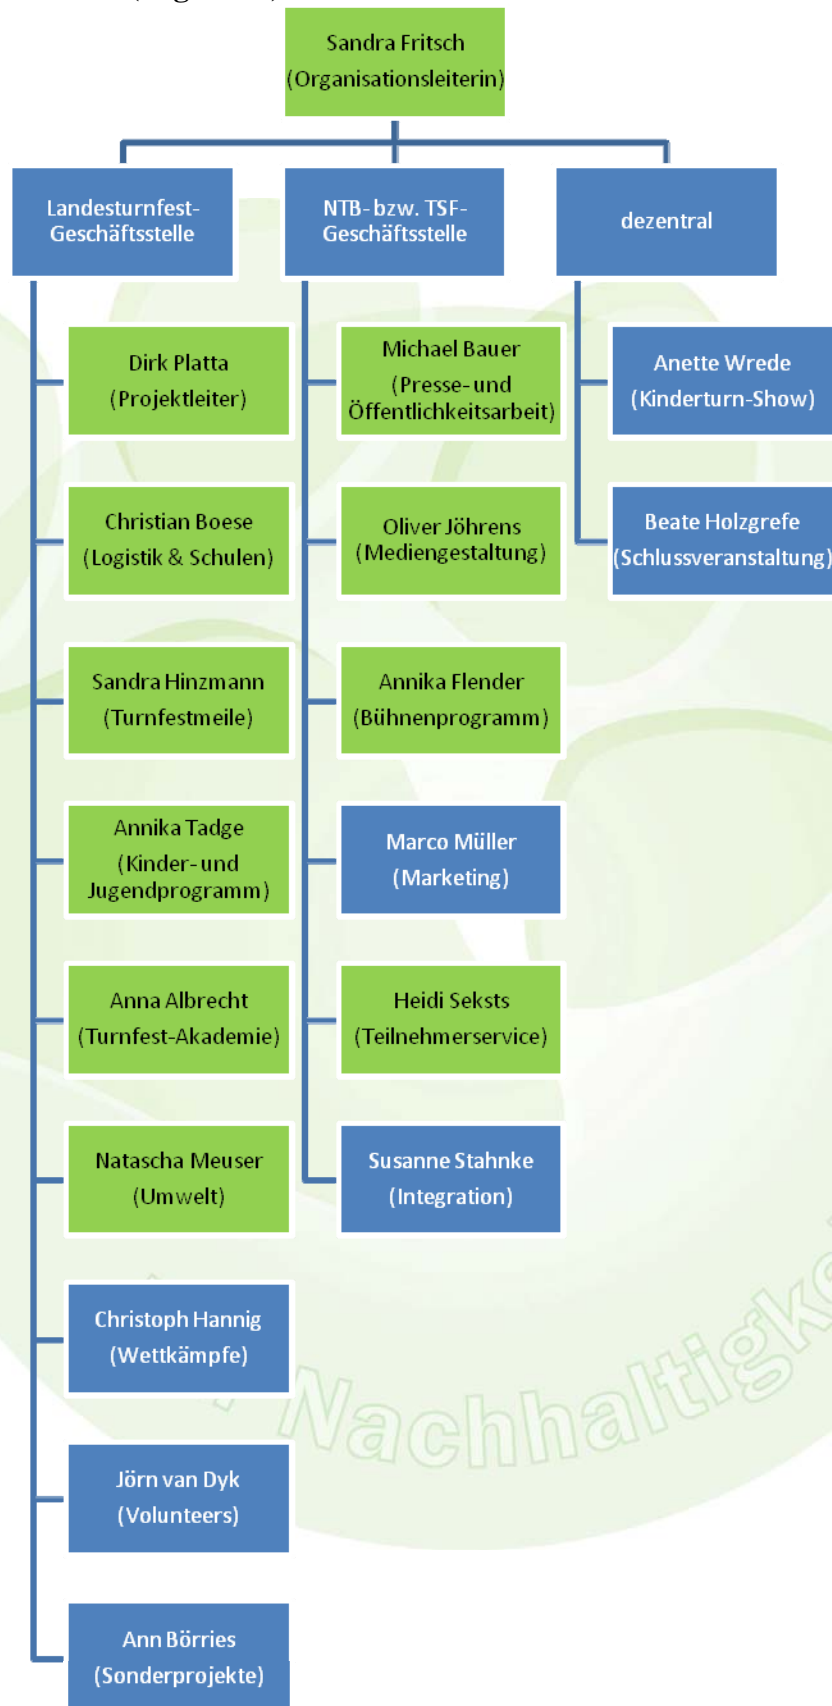 Sandra Fritsch
(Organisationsleiterin)
Landesturnfest-
Geschäftsstelle
NTB- bzw. TSF-
Geschäftsstelle
dezentral
Dirk Platta
(Projektleiter)
Christian Boese
(Logistik & Schulen)
Sandra Hinzmann
(Turnfestmeile)
Annika Tadge
(Kinder- und
Jugendprogramm)
Anna Albrecht
(Turnfest-Akademie)
Natascha Meuser
(Umwelt)
Christoph Hannig
(Wettkämpfe)
Jörn van Dyk
(Volunteers)
Ann Börries
(Sonderprojekte)
Michael Bauer
(Presse- und
Öffentlichkeitsarbeit)
Oliver Jöhrens
(Mediengestaltung)
Annika Flender
(Bühnenprogramm)
Marco Müller
(Marketing)
Heidi Seksts
(Teilnehmerservice)
Susanne Stahnke
(Integration)
Anette Wrede
(Kinderturn-Show)
Beate Holzgrefe
(Schlussveranstaltung)
Nachhaltigke